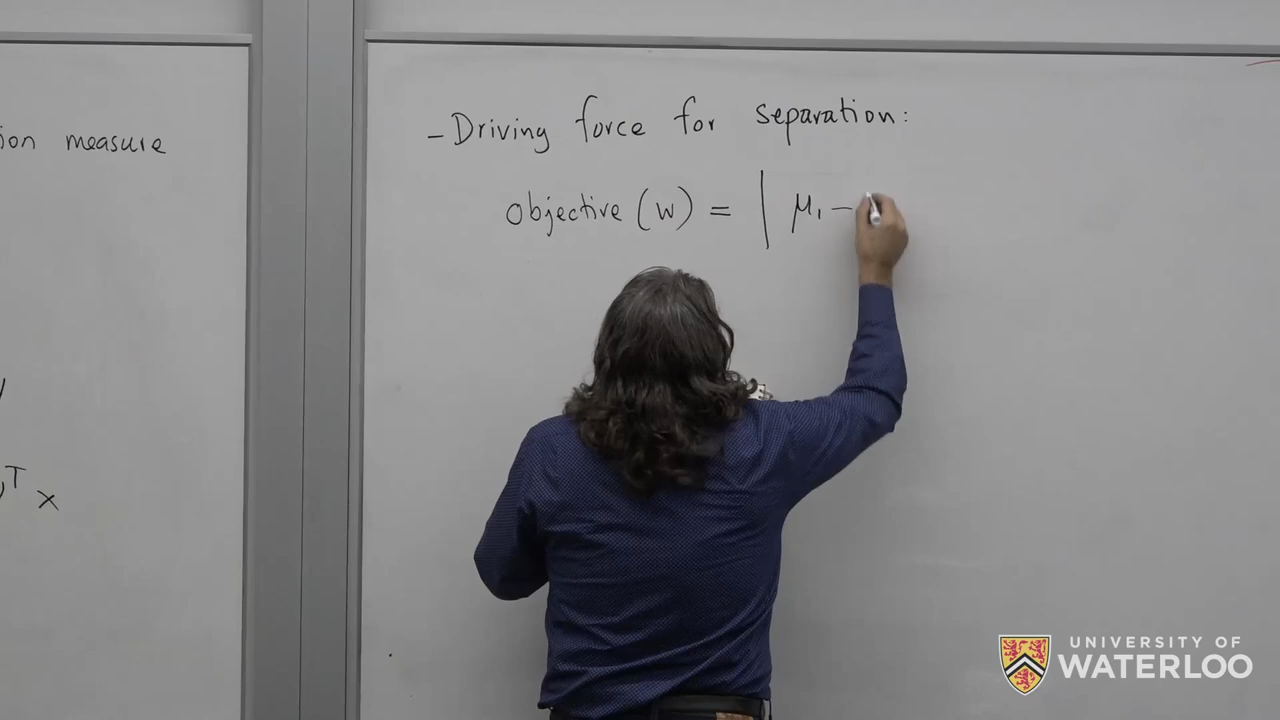 ion measure
T
x
- Driving force for separation:
Objective (w) = | μ₁ -
UNIVERSITY OF
WATERLOO